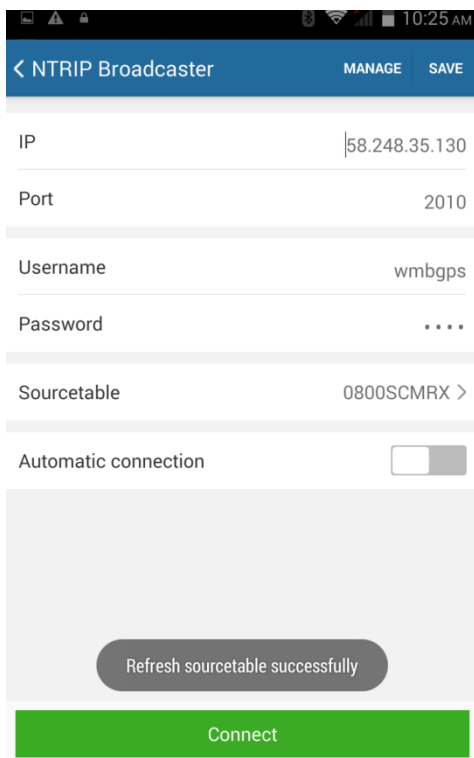 10:25 AM
NTRIP Broadcaster MANAGE SAVE
IP 58.248.35.130
Port 2010
Username wmbgps
Password ••••
Sourcetable 0800SCMRX
Automatic connection
Refresh sourcetable successfully
Connect